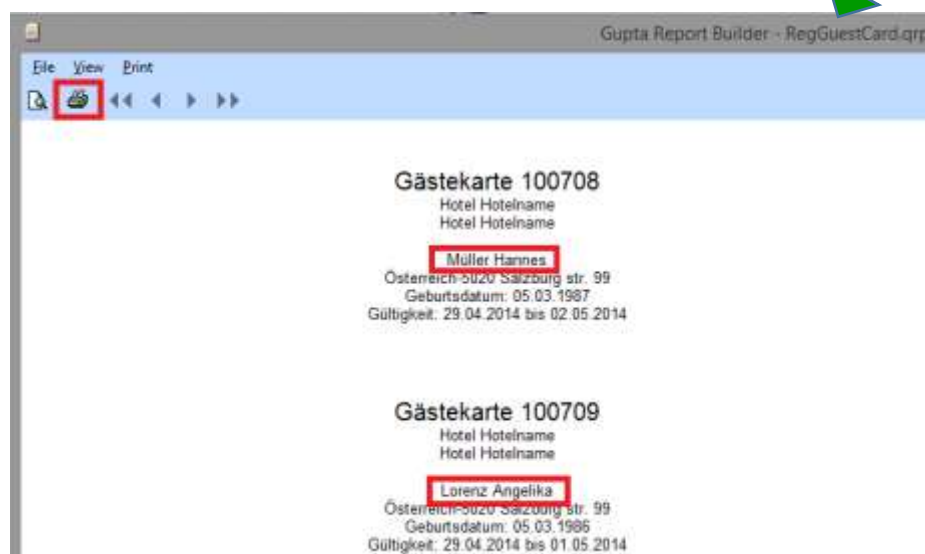 Gupta Report Builder - RegGuestCard.qrp
File View Print
Gästekarte 100708
Hotel Hotelname
Hotel Hotelname
Müller Hannes
Österreich-5020 Salzburg str. 99
Geburtsdatum: 05.03.1987
Gültigkeit: 29.04.2014 bis 02.05.2014
Gästekarte 100709
Hotel Hotelname
Hotel Hotelname
Lorenz Angelika
Österreich-5020 Salzburg str. 99
Geburtsdatum: 05.03.1986
Gültigkeit: 29.04.2014 bis 01.05.2014